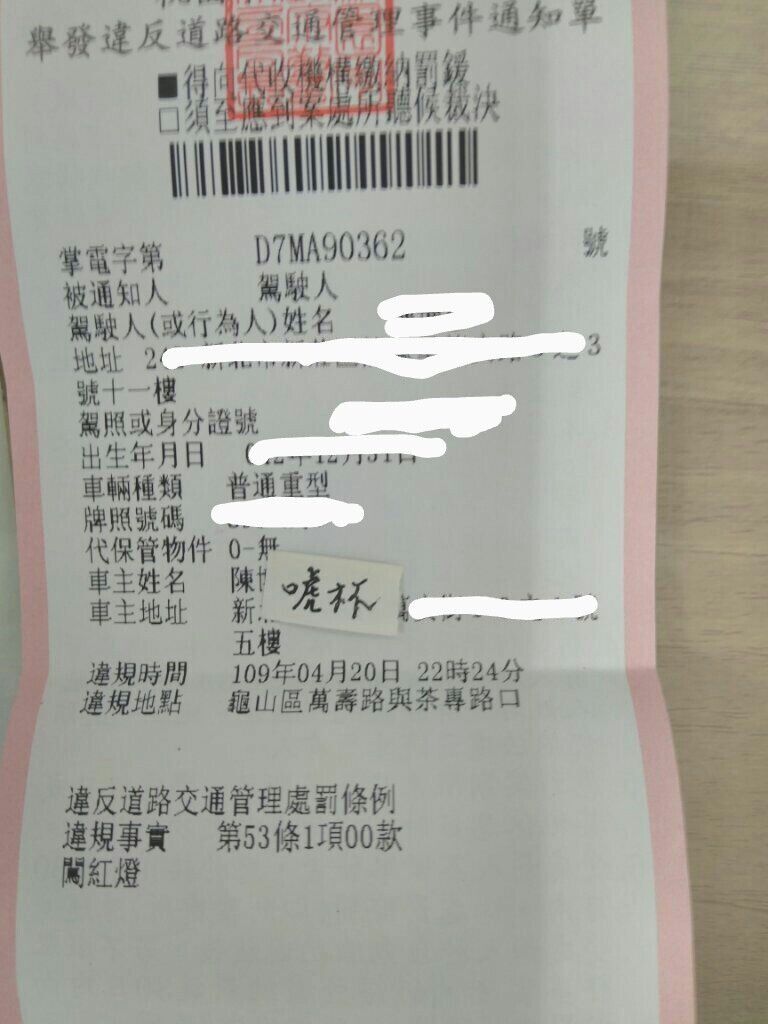 舉發違反道路交通管理事件通知單
■得向代收機構繳納罰鍰
□須至應到案處所聽候裁決
掌電字第 D7MA90362 號
被通知人 駕駛人
駕駛人(或行為人)姓名
地址 2 3
號十一樓
駕照或身分證號
出生年月日
車輛種類 普通重型
牌照號碼
代保管物件 0-無
車主姓名 陳
唬杯
車主地址 新
五樓
違規時間 109年04月20日 22時24分
違規地點 龜山區萬壽路與茶專路口
違反道路交通管理處罰條例
違規事實 第53條1項00款
闖紅燈